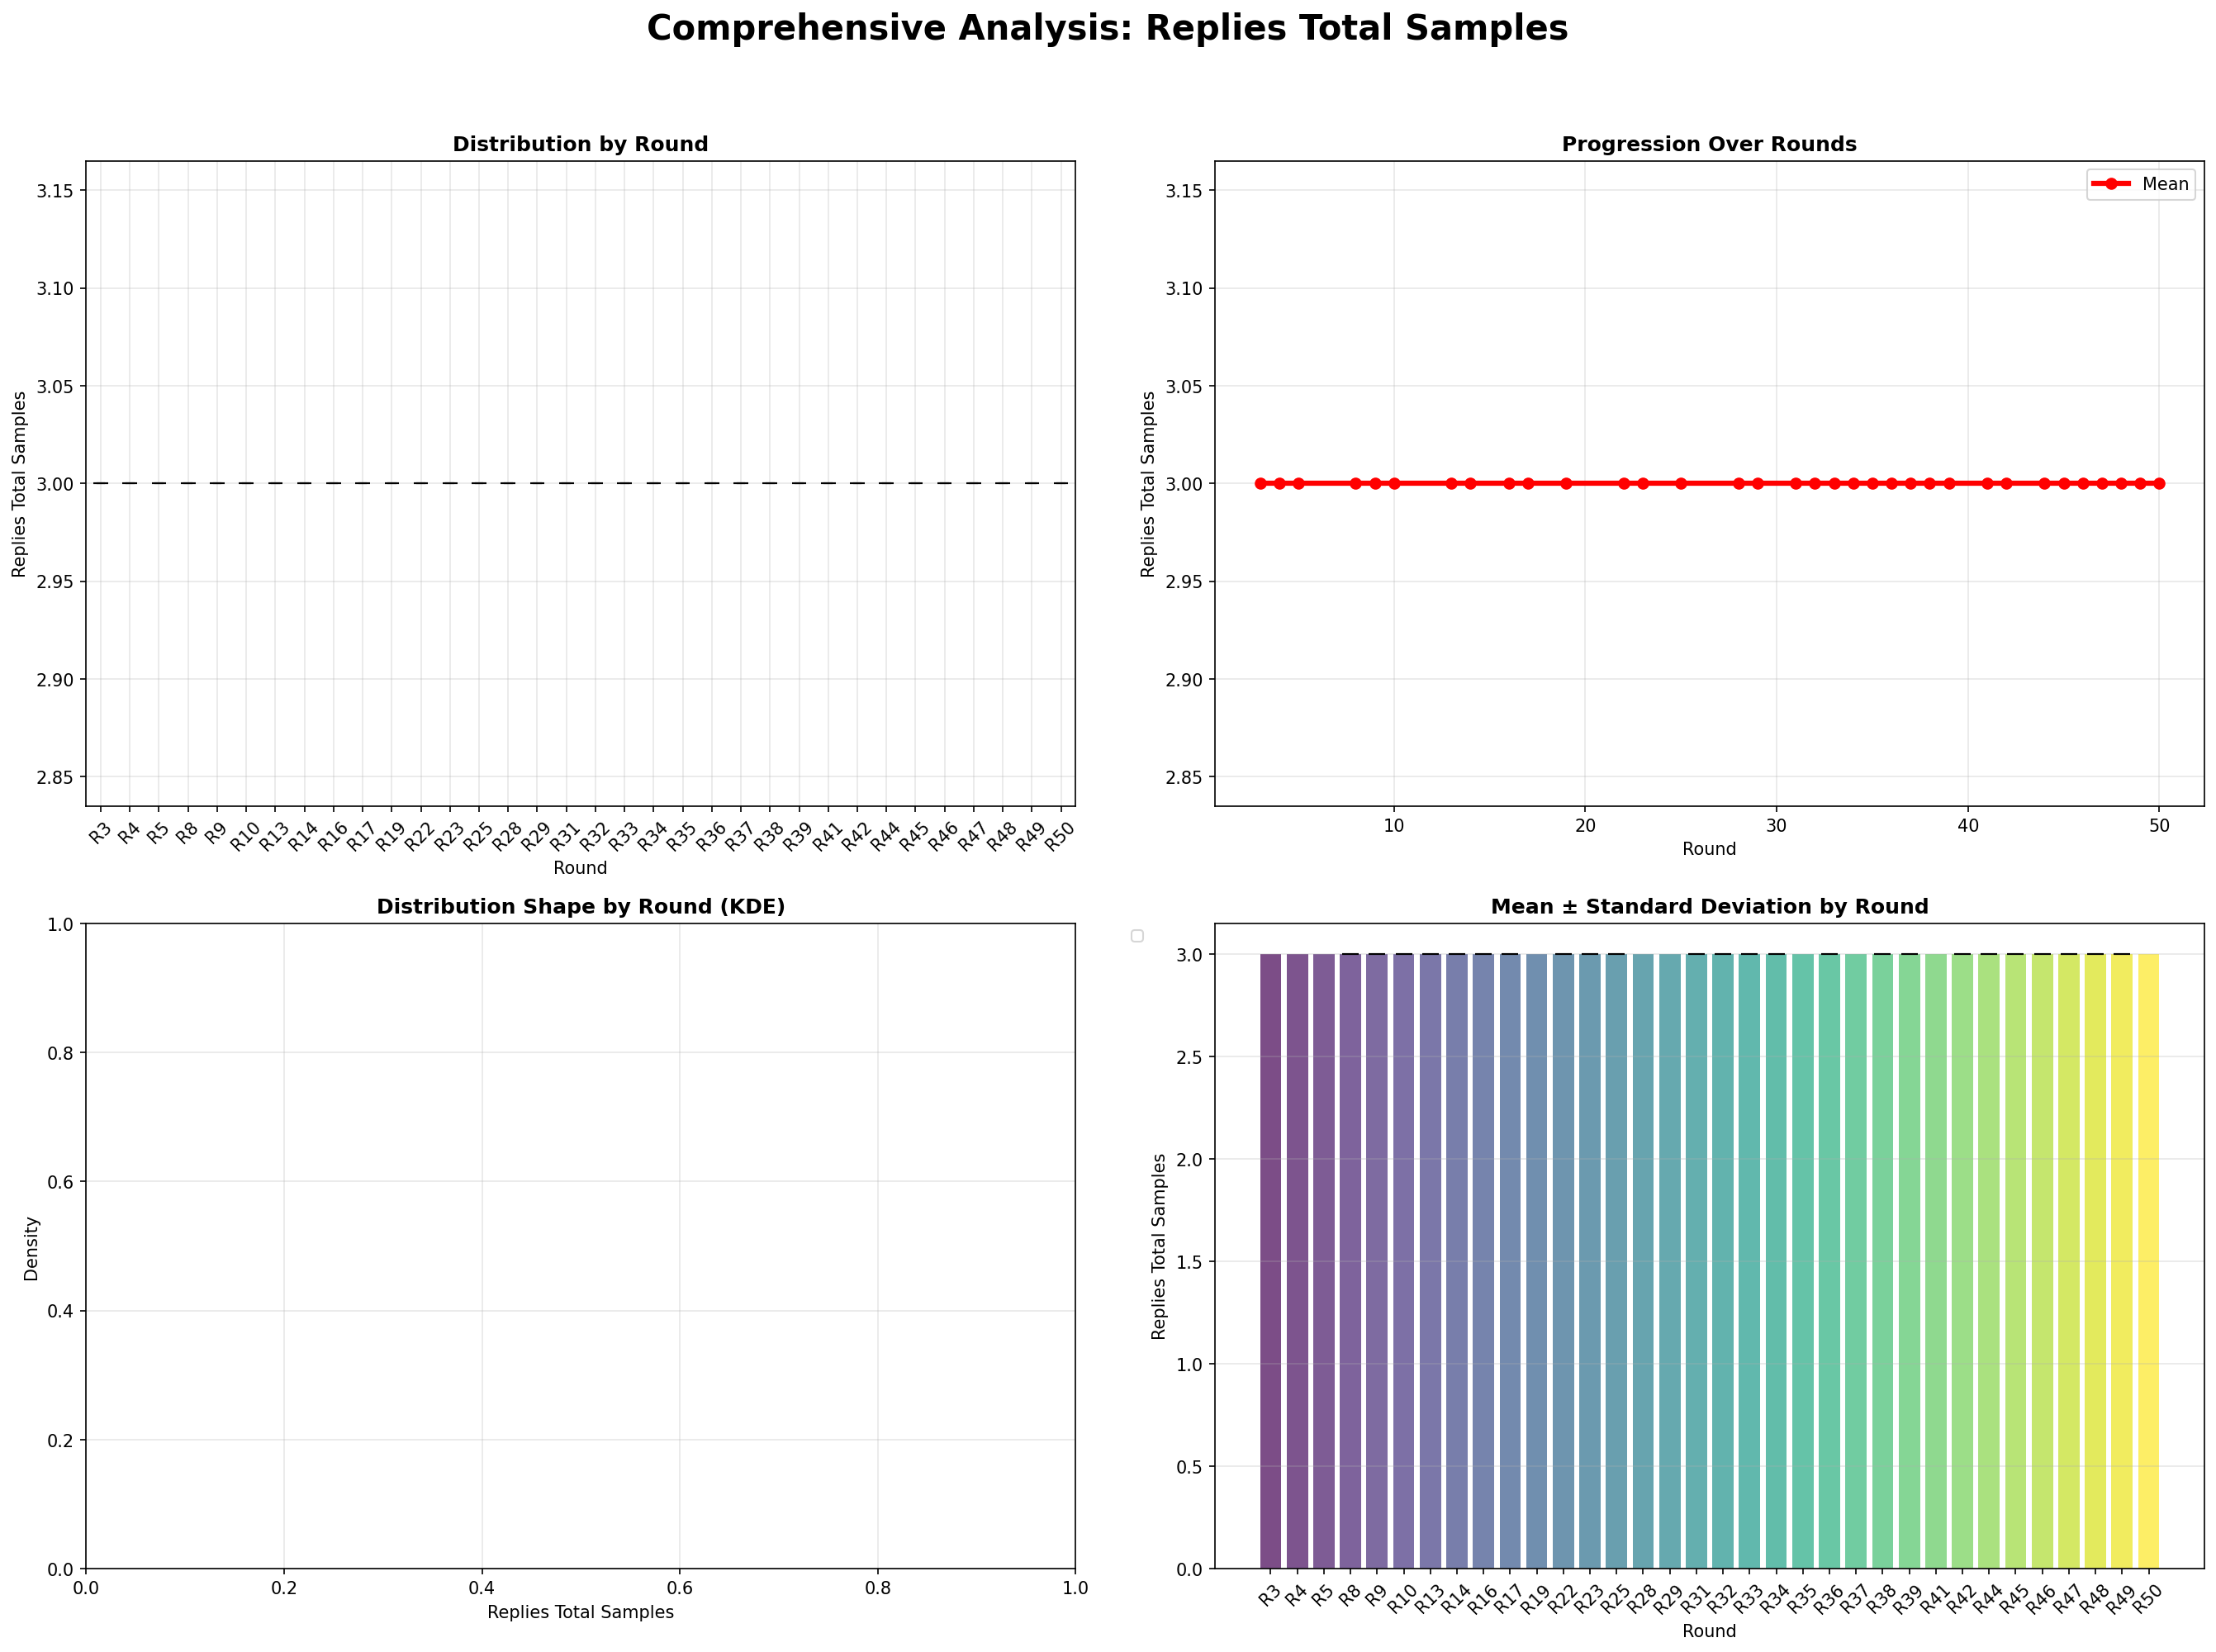 Comprehensive Analysis: Replies Total Samples
Distribution by Round
3.15
3.10
3.05
3.00
2.95
2.90
2.85
Replies Total Samples
R3 R4 R5 R8 R9 R10 R13 R14 R16 R17 R19 R22 R23 R25 R28 R29 R31 R32 R33 R34 R35 R36 R37 R38 R39 R41 R42 R44 R45 R46 R47 R48 R49 R50
Round
Progression Over Rounds
Mean
3.15
3.10
3.05
3.00
2.95
2.90
2.85
Replies Total Samples
10 20 30 40 50
Round
Distribution Shape by Round (KDE)
1.0
0.8
0.6
0.4
0.2
0.0
Density
0.0 0.2 0.4 0.6 0.8 1.0
Replies Total Samples
Mean ± Standard Deviation by Round
3.0
2.5
2.0
1.5
1.0
0.5
0.0
Replies Total Samples
R3 R4 R5 R8 R9 R10 R13 R14 R16 R17 R19 R22 R23 R25 R28 R29 R31 R32 R33 R34 R35 R36 R37 R38 R39 R41 R42 R44 R45 R46 R47 R48 R49 R50
Round